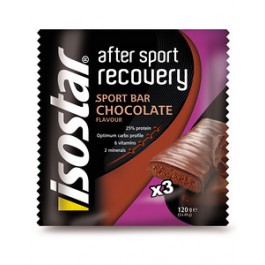 isostar
after sport
recovery
SPORT BAR
CHOCOLATE
FLAVOUR
25% protein
Optimum carbs profile
6 vitamins
2 minerals
x3
120g e